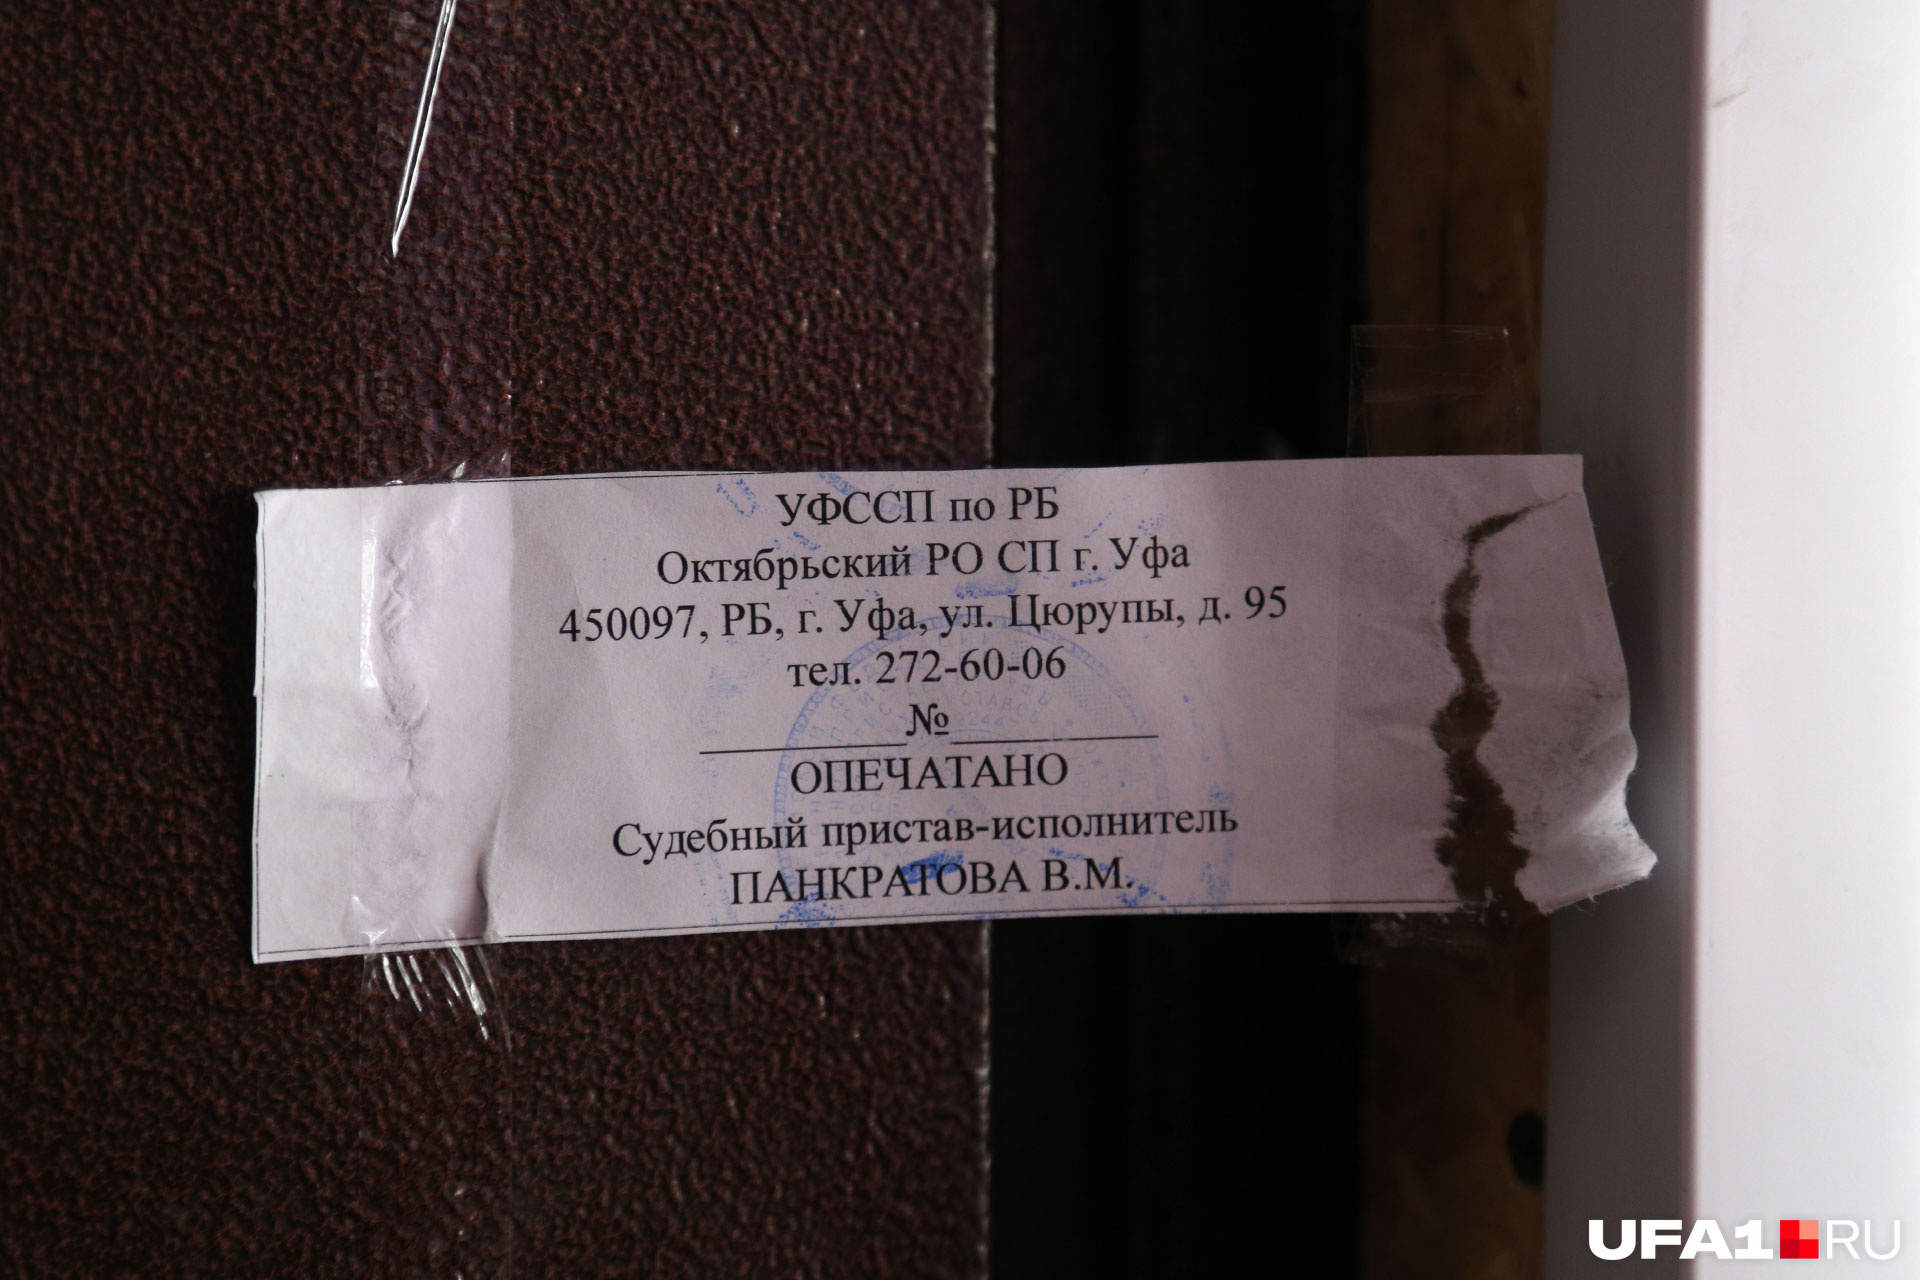 УФССП по РБ
Октябрьский РО СП г. Уфа
450097, РБ, г. Уфа, ул. Цюрупы, д. 95
тел. 272-60-06
_________№_________
ОПЕЧАТАНО
Судебный пристав-исполнитель
ПАНКРАТОВА В.М.
UFA1.RU